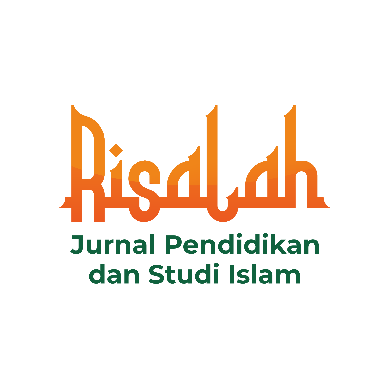 Risalah
Jurnal Pendidikan
dan Studi Islam